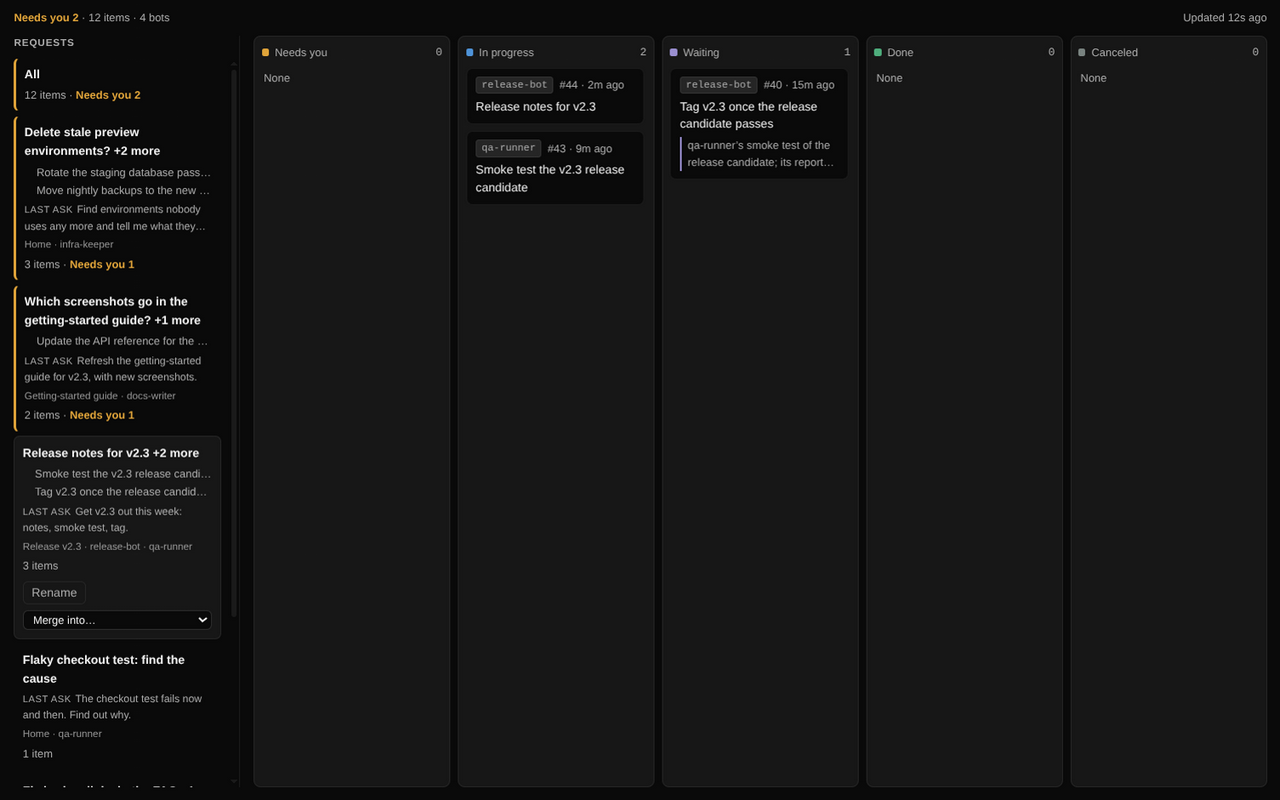 Needs you 2 · 12 items · 4 bots
Updated 12s ago
REQUESTS
All
12 items · Needs you 2
Delete stale preview
environments? +2 more
Rotate the staging database pass…
Move nightly backups to the new …
LAST ASK Find environments nobody
uses any more and tell me what they…
Home · infra-keeper
3 items · Needs you 1
Which screenshots go in the
getting-started guide? +1 more
Update the API reference for the …
LAST ASK Refresh the getting-started
guide for v2.3, with new screenshots.
Getting-started guide · docs-writer
2 items · Needs you 1
Release notes for v2.3 +2 more
Smoke test the v2.3 release candi…
Tag v2.3 once the release candid…
LAST ASK Get v2.3 out this week:
notes, smoke test, tag.
Release v2.3 · release-bot · qa-runner
3 items
Rename
Merge into…
Flaky checkout test: find the
cause
LAST ASK The checkout test fails now
and then. Find out why.
Home · qa-runner
1 item
Needs you 0
None
In progress 2
release-bot #44 · 2m ago
Release notes for v2.3
qa-runner #43 · 9m ago
Smoke test the v2.3 release
candidate
Waiting 1
release-bot #40 · 15m ago
Tag v2.3 once the release
candidate passes
qa-runner’s smoke test of the
release candidate; its report…
Done 0
None
Canceled 0
None